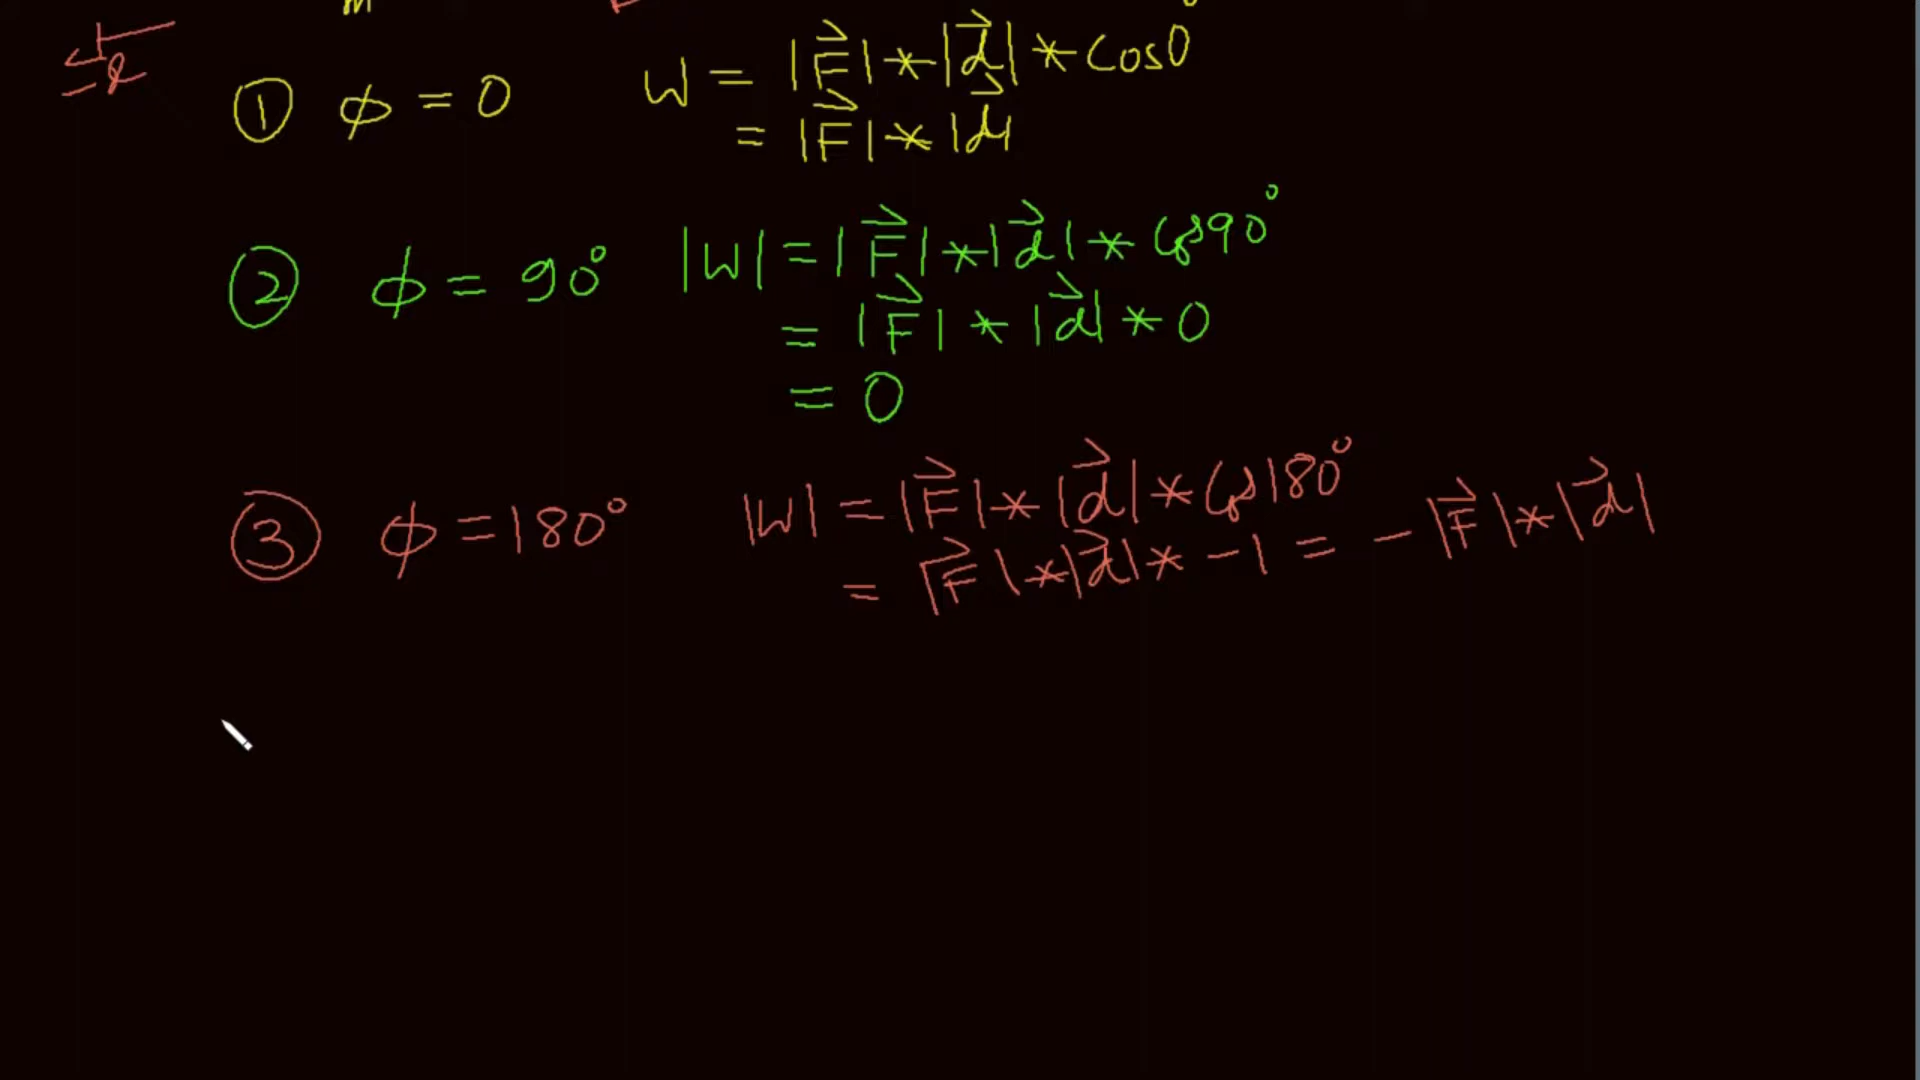 m
① φ = 0 W = |F⃗| * |d⃗| * Cos0°
= |F⃗| * |d⃗|
② φ = 90° |W| = |F⃗| * |d⃗| * Cos90°
= |F⃗| * |d⃗| * 0
= 0
③ φ = 180° |W| = |F⃗| * |d⃗| * Cos180°
= |F⃗| * |d⃗| * -1 = - |F⃗| * |d⃗|